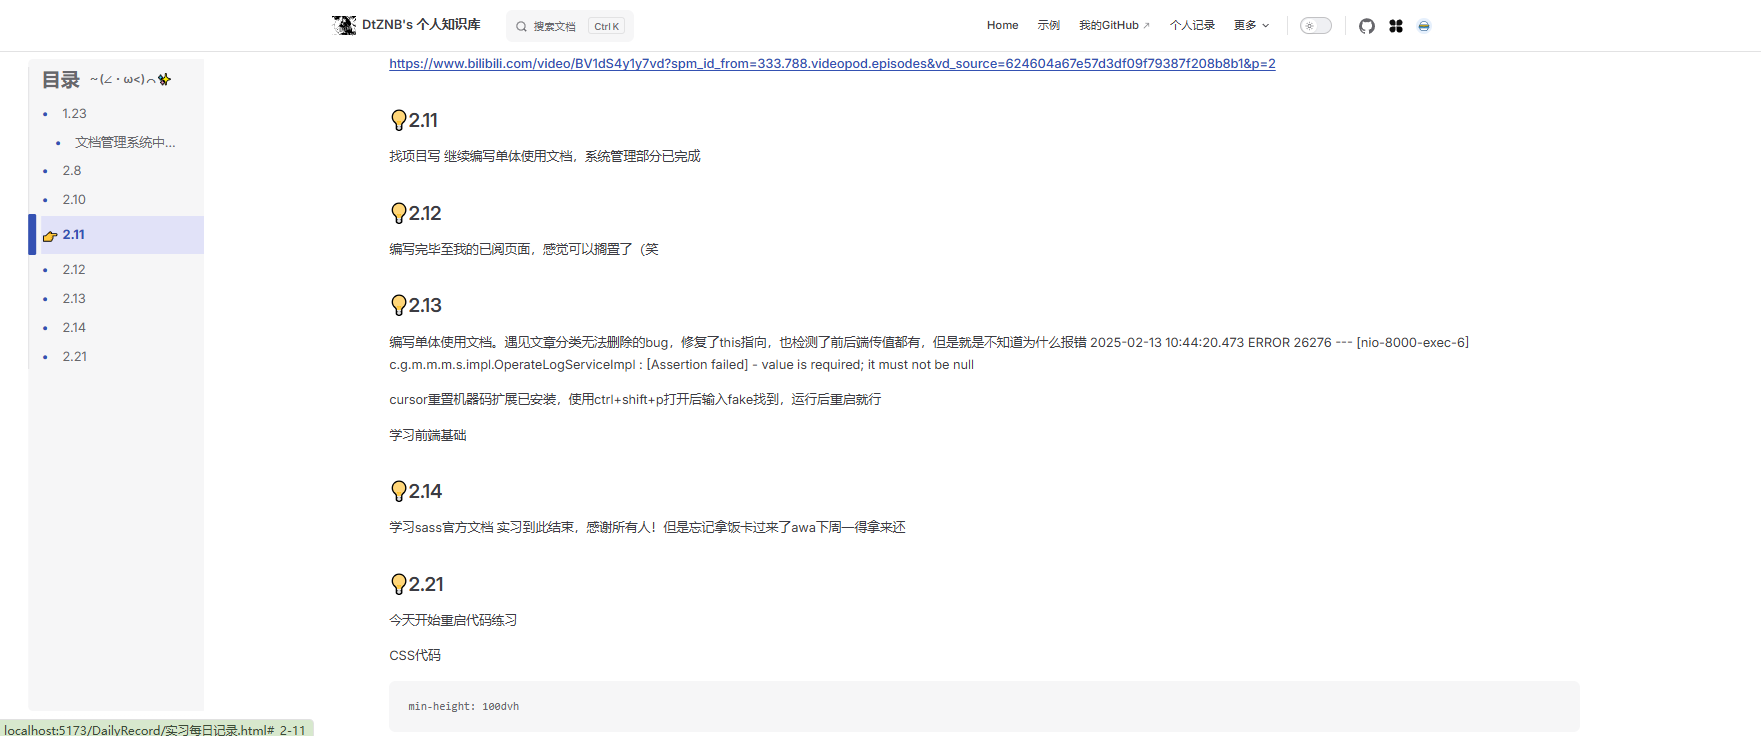 DtZNB's 个人知识库
搜索文档 Ctrl K
Home 示例 我的GitHub 个人记录 更多
目录 ~(∠・ω<)⌒✨
1.23
文档管理系统中...
2.8
2.10
👉 2.11
2.12
2.13
2.14
2.21
https://www.bilibili.com/video/BV1dS4y1y7vd?spm_id_from=333.788.videopod.episodes&vd_source=624604a67e57d3df09f79387f208b8b1&p=2
💡2.11
找项目写 继续编写单体使用文档，系统管理部分已完成
💡2.12
编写完毕至我的已阅页面，感觉可以搁置了（笑
💡2.13
编写单体使用文档。遇见文章分类无法删除的bug，修复了this指向，也检测了前后端传值都有，但是就是不知道为什么报错 2025-02-13 10:44:20.473 ERROR 26276 --- [nio-8000-exec-6]
c.g.m.m.m.s.impl.OperateLogServiceImpl : [Assertion failed] - value is required; it must not be null
cursor重置机器码扩展已安装，使用ctrl+shift+p打开后输入fake找到，运行后重启就行
学习前端基础
💡2.14
学习sass官方文档 实习到此结束，感谢所有人！但是忘记拿饭卡过来了awa下周一得拿来还
💡2.21
今天开始重启代码练习
CSS代码
min-height: 100dvh
localhost:5173/DailyRecord/实习每日记录.html#_2-11